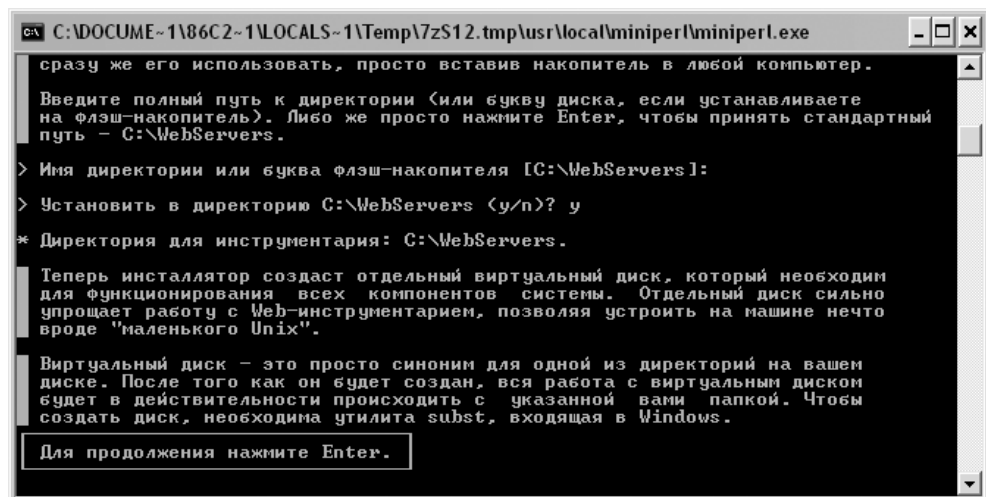 C:\DOCUME~1\86C2~1\LOCALS~1\Temp\7zS12.tmp\usr\local\miniperl\miniperl.exe
сразу же его использовать, просто вставив накопитель в любой компьютер.
Введите полный путь к директории (или букву диска, если устанавливаете
на флэш-накопитель). Либо же просто нажмите Enter, чтобы принять стандартный
путь - C:\WebServers.
> Имя директории или буква флэш-накопителя [C:\WebServers]:
> Установить в директорию C:\WebServers (y/n)? y
* Директория для инструментария: C:\WebServers.
Теперь инсталлятор создаст отдельный виртуальный диск, который необходим
для функционирования всех компонентов системы. Отдельный диск сильно
упрощает работу с Web-инструментарием, позволяя устроить на машине нечто
вроде "маленького Unix".
Виртуальный диск - это просто синоним для одной из директорий на вашем
диске. После того как он будет создан, вся работа с виртуальным диском
будет в действительности происходить с указанной вами папкой. Чтобы
создать диск, необходима утилита subst, входящая в Windows.
Для продолжения нажмите Enter.